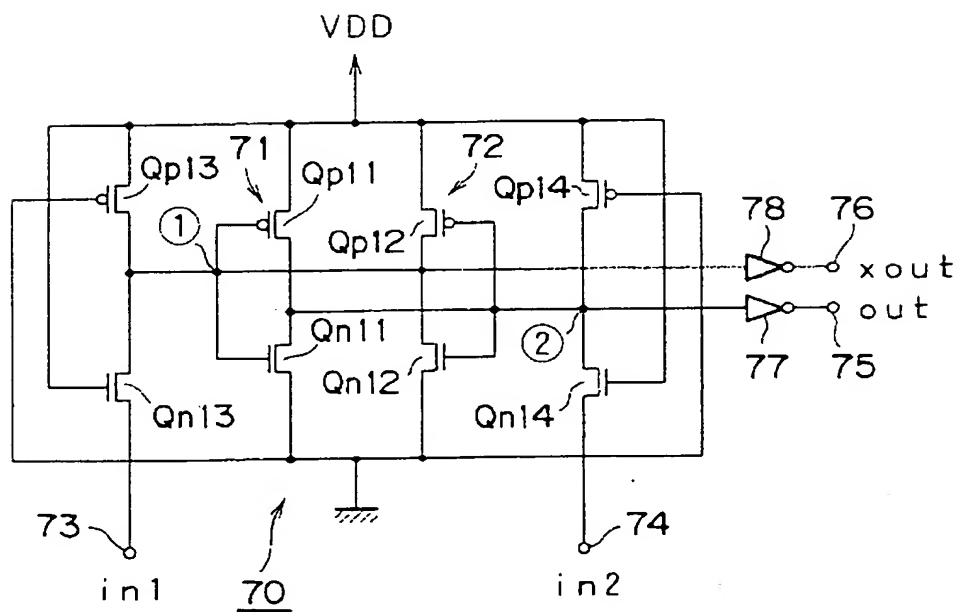 VDD
71
72
Qp13
Qp11
Qp14
Qp12
78
76
①
xout
②
out
Qn11
Qn12
77
75
Qn13
Qn14
73
74
in1
70
in2